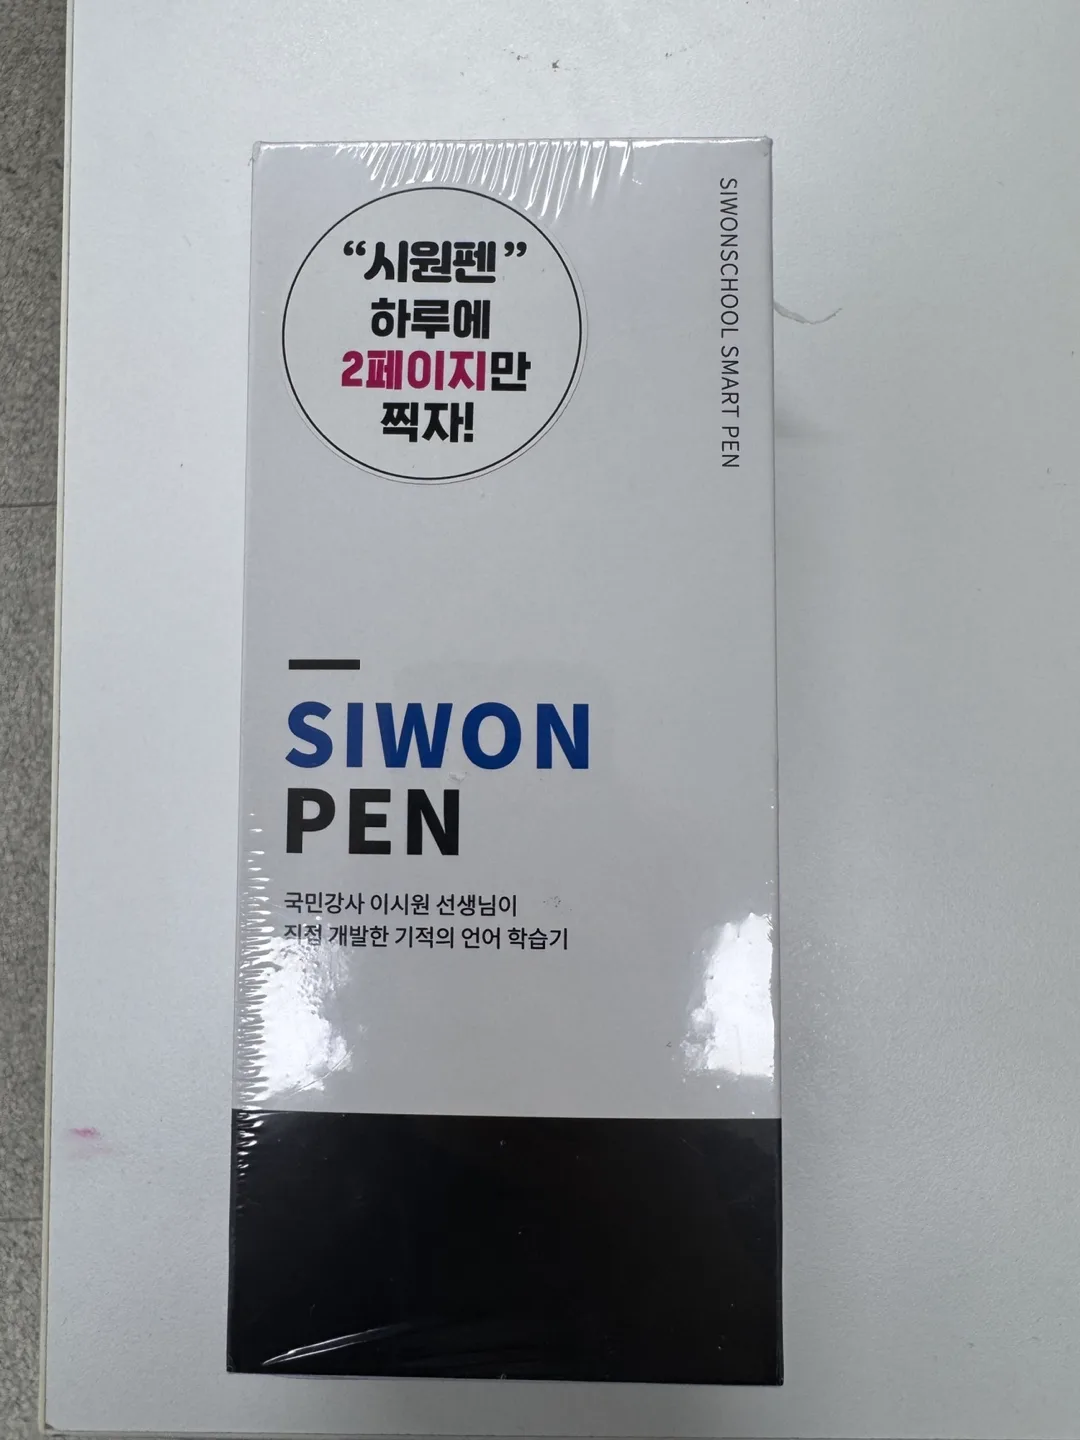 “시원펜”
하루에
2페이지만
찍자!
SIWONSCHOOL SMART PEN
SIWON
PEN
국민강사 이시원 선생님이
직접 개발한 기적의 언어 학습기